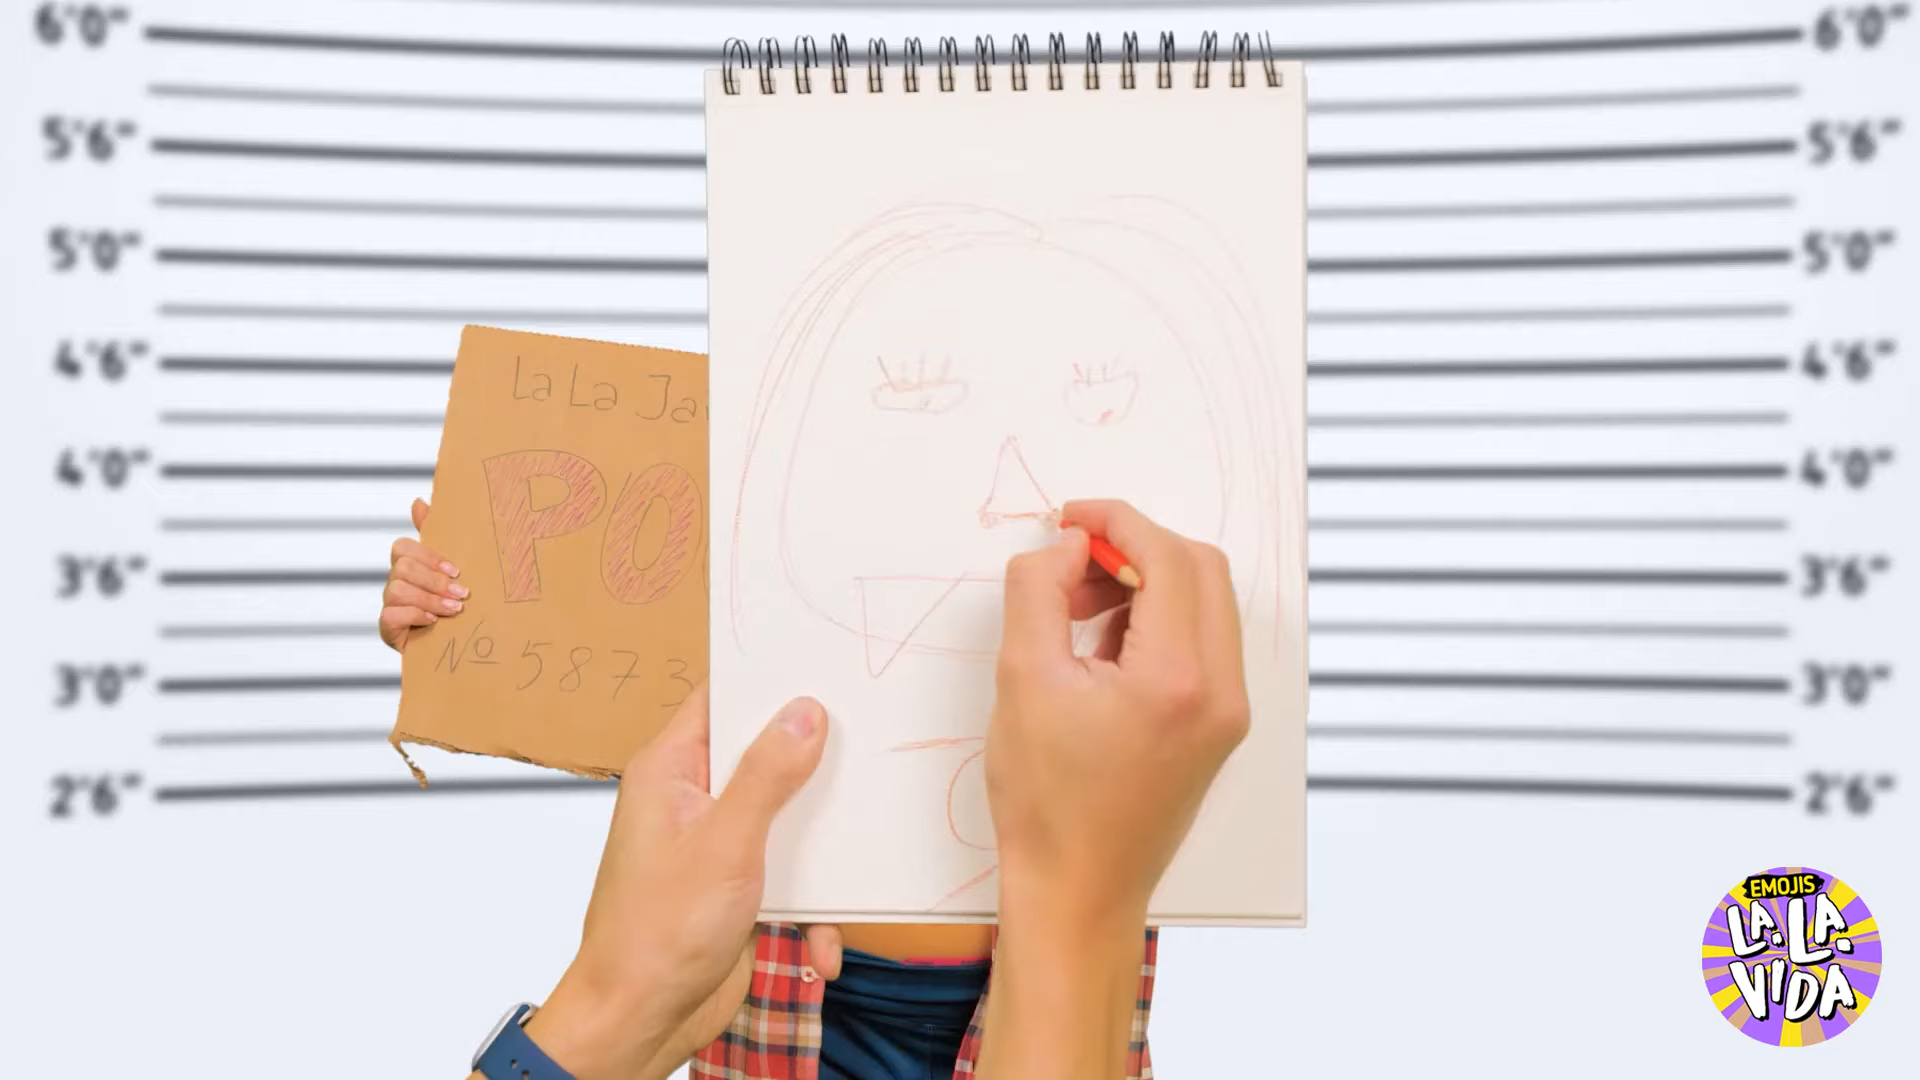 6'0" 6'0"
5'6" 5'6"
5'0" 5'0"
4'6" 4'6"
4'0" 4'0"
3'6" 3'6"
3'0" 3'0"
2'6" 2'6"
La La
PO
Nº 5873
EMOJIS
LA LA
VIDA